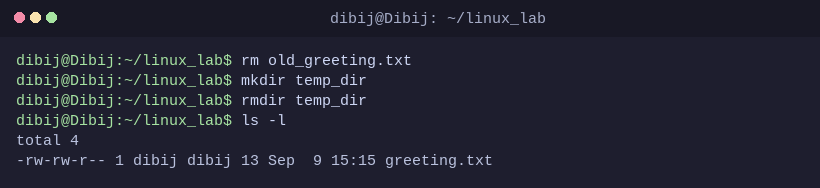 dibij@Dibij: ~/linux_lab
dibij@Dibij:~/linux_lab$ rm old_greeting.txt
dibij@Dibij:~/linux_lab$ mkdir temp_dir
dibij@Dibij:~/linux_lab$ rmdir temp_dir
dibij@Dibij:~/linux_lab$ ls -l
total 4
-rw-rw-r-- 1 dibij dibij 13 Sep  9 15:15 greeting.txt